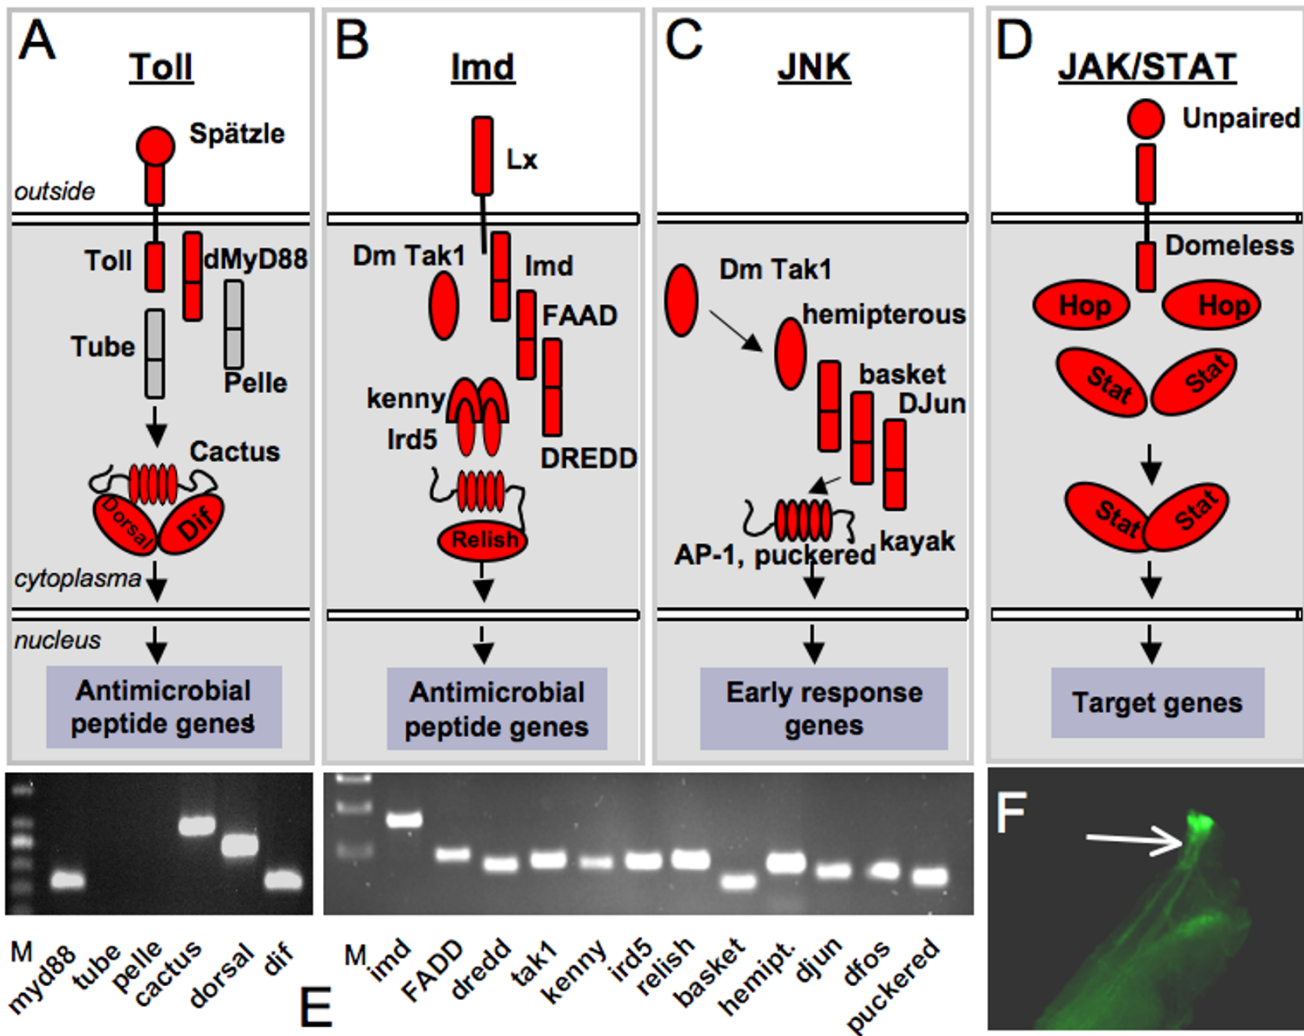 A
Toll
Spätzle
outside
Toll
dMyD88
Tube
Pelle
Cactus
Dorsal
Dif
cytoplasma
nucleus
Antimicrobial
peptide genes
B
Imd
Lx
Dm Tak1
Imd
FAAD
kenny
Ird5
DREDD
Relish
Antimicrobial
peptide genes
C
JNK
Dm Tak1
hemipterous
basket
DJun
kayak
AP-1, puckered
Early response
genes
D
JAK/STAT
Unpaired
Domeless
Hop
Hop
Stat
Stat
Stat
Stat
Target genes
M
myd88
tube
pelle
cactus
dorsal
dif
E
M
imd
FADD
dredd
tak1
kenny
ird5
relish
basket
hemipt.
djun
dfos
puckered
F